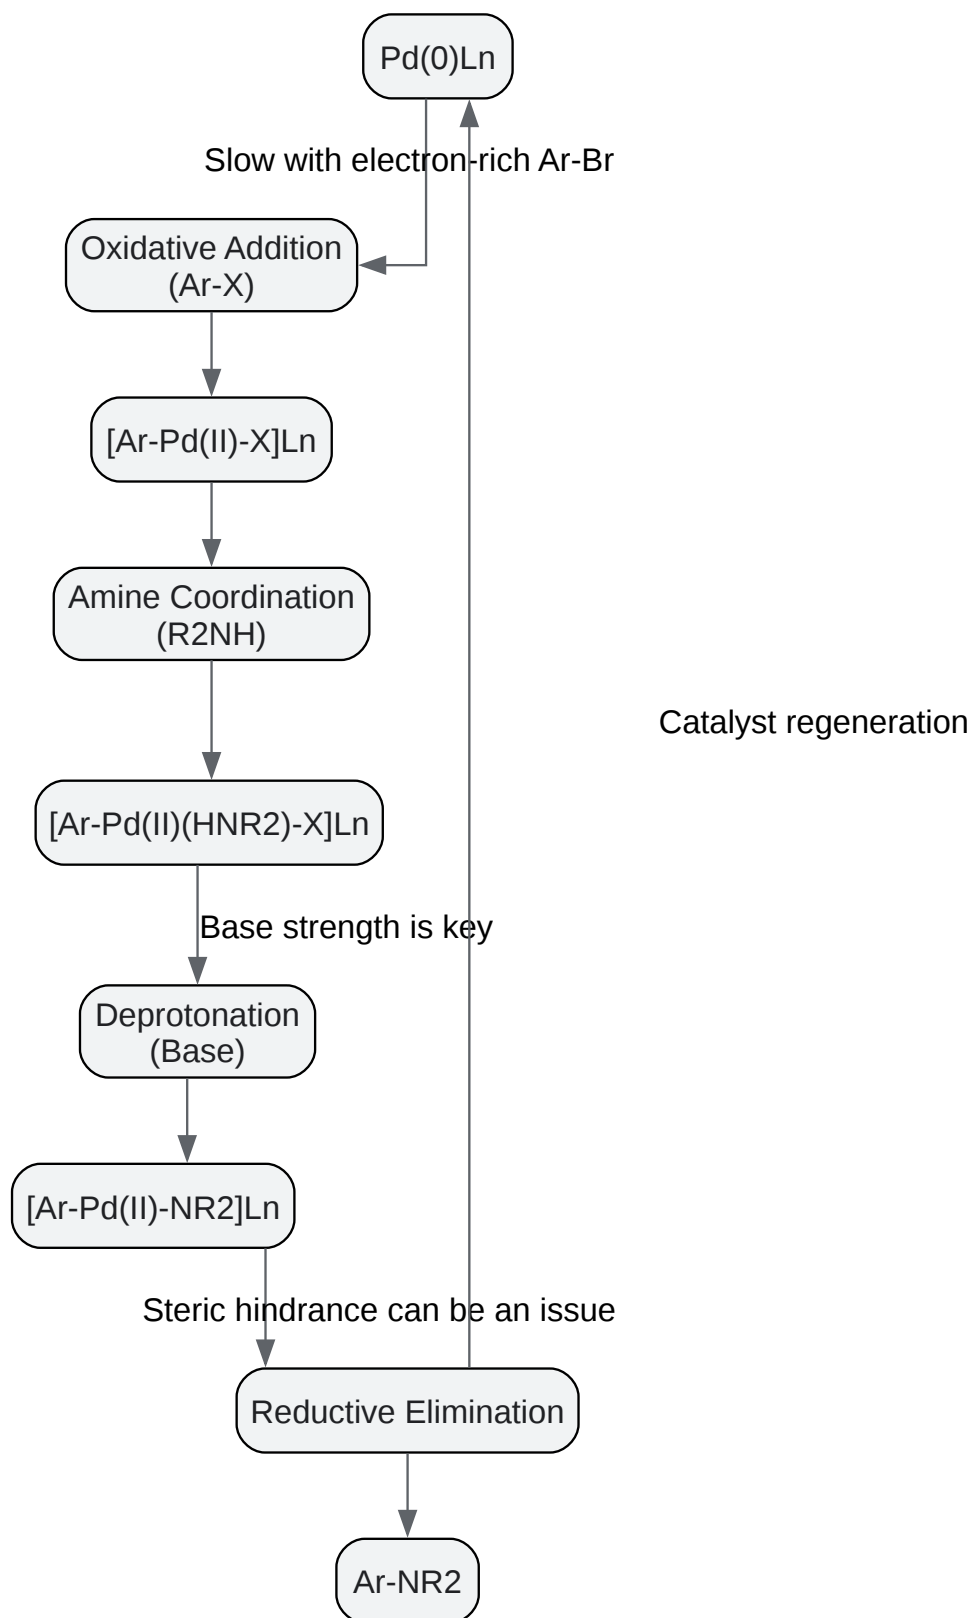 Pd(0)Ln
Slow with electron-rich Ar-Br
Oxidative Addition
(Ar-X)
[Ar-Pd(II)-X]Ln
Amine Coordination
(R2NH)
Catalyst regeneration
[Ar-Pd(II)(HNR2)-X]Ln
Base strength is key
Deprotonation
(Base)
[Ar-Pd(II)-NR2]Ln
Steric hindrance can be an issue
Reductive Elimination
Ar-NR2